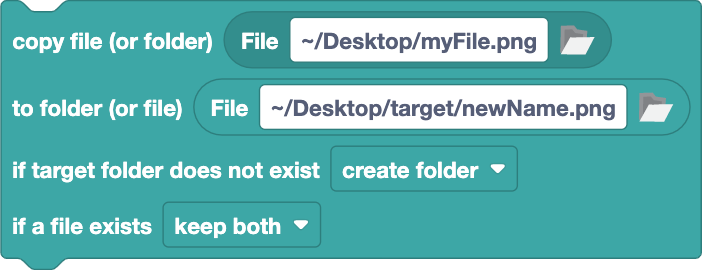 copy file (or folder) File ~/Desktop/myFile.png
to folder (or file) File ~/Desktop/target/newName.png
if target folder does not exist create folder
if a file exists keep both